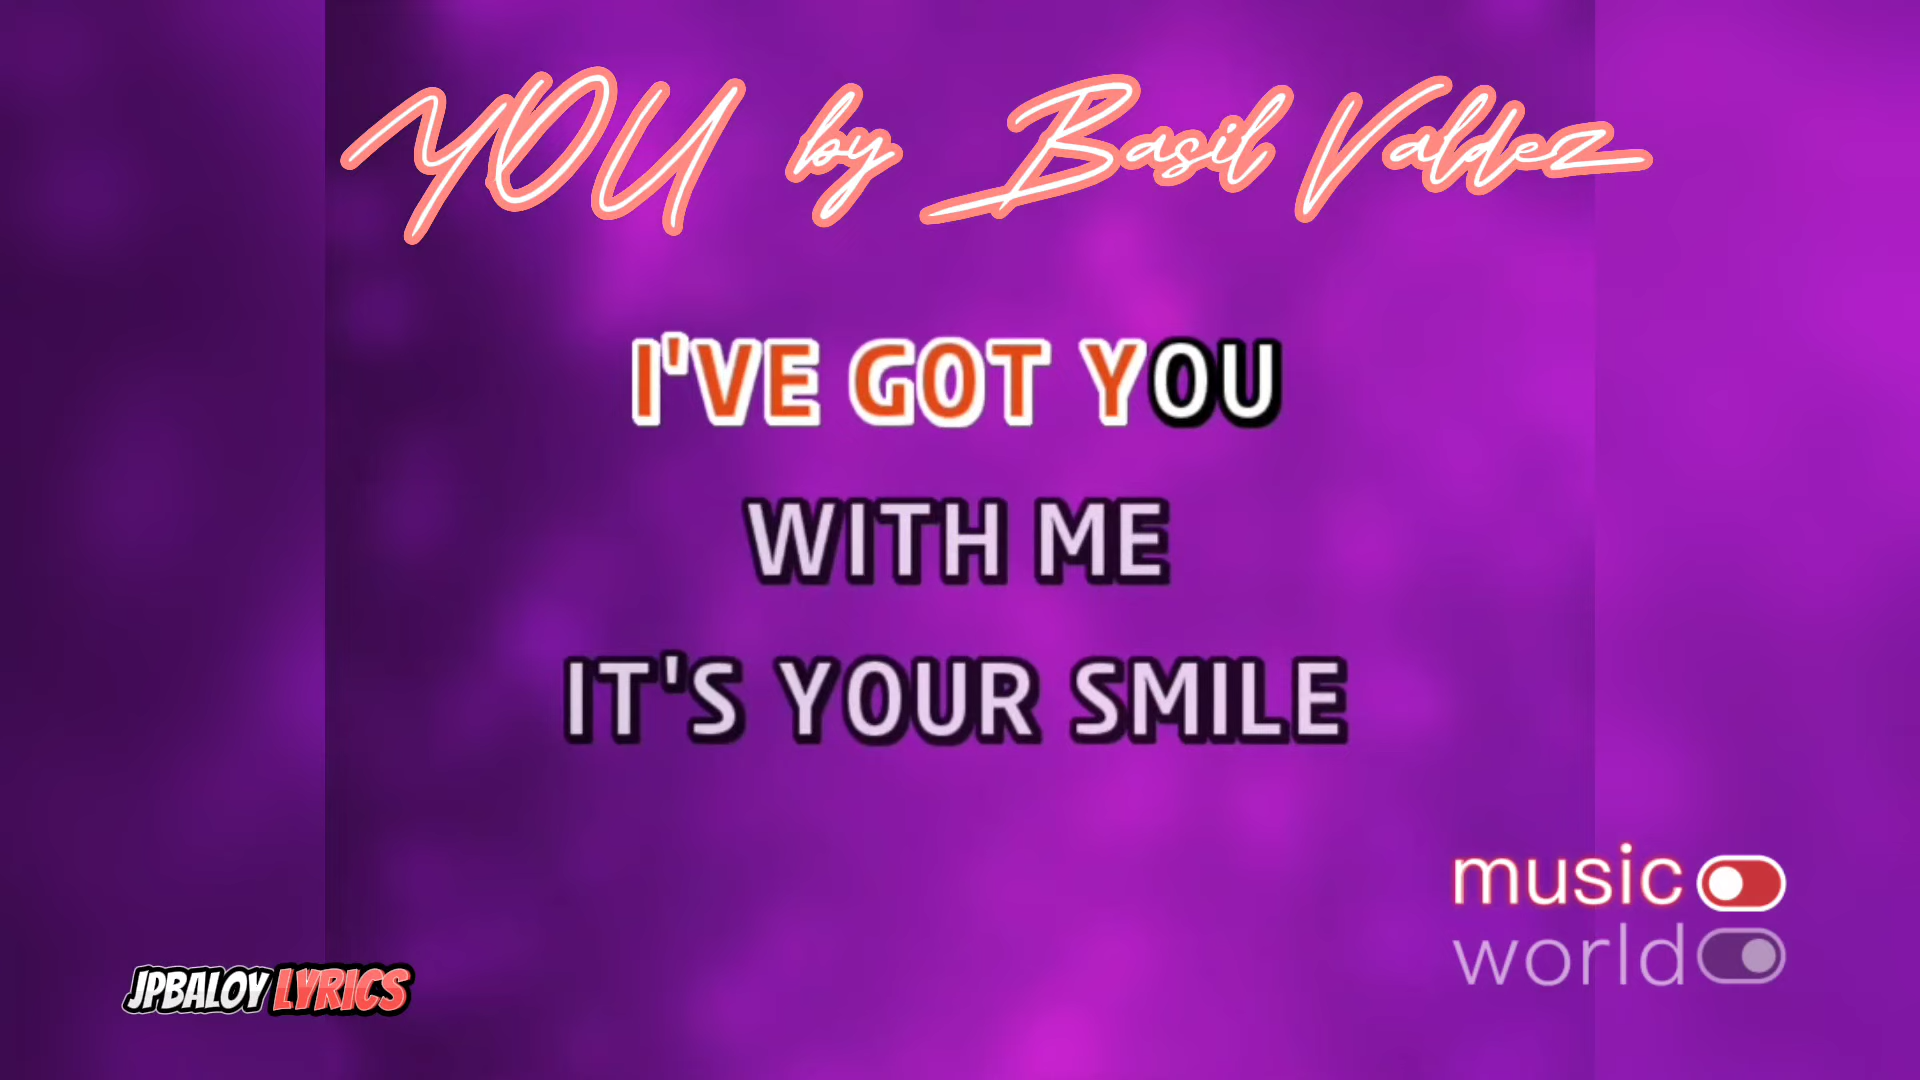 YOU by Basil Valdez
I'VE GOT YOU
WITH ME
IT'S YOUR SMILE
music
world
JPBALOY LYRICS